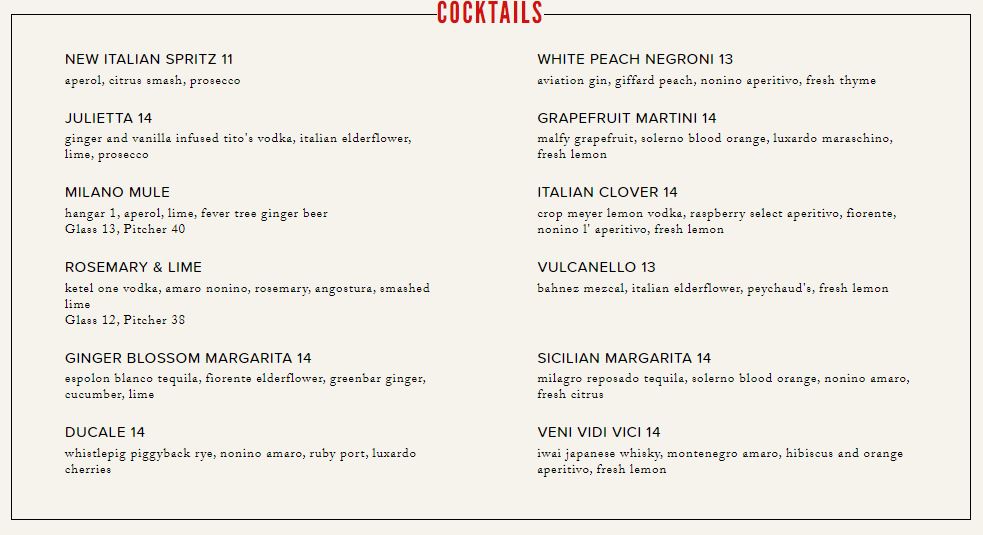 COCKTAILS
NEW ITALIAN SPRITZ 11
aperol, citrus smash, prosecco
JULIETTA 14
ginger and vanilla infused tito's vodka, italian elderflower,
lime, prosecco
MILANO MULE
hangar 1, aperol, lime, fever tree ginger beer
Glass 13, Pitcher 40
ROSEMARY & LIME
ketel one vodka, amaro nonino, rosemary, angostura, smashed
lime
Glass 12, Pitcher 38
GINGER BLOSSOM MARGARITA 14
espolon blanco tequila, fiorente elderflower, greenbar ginger,
cucumber, lime
DUCALE 14
whistlepig piggyback rye, nonino amaro, ruby port, luxardo
cherries
WHITE PEACH NEGRONI 13
aviation gin, giffard peach, nonino aperitivo, fresh thyme
GRAPEFRUIT MARTINI 14
malfy grapefruit, solerno blood orange, luxardo maraschino,
fresh lemon
ITALIAN CLOVER 14
crop meyer lemon vodka, raspberry select aperitivo, fiorente,
nonino l' aperitivo, fresh lemon
VULCANELLO 13
bahnez mezcal, italian elderflower, peychaud's, fresh lemon
SICILIAN MARGARITA 14
milagro reposado tequila, solerno blood orange, nonino amaro,
fresh citrus
VENI VIDI VICI 14
iwai japanese whisky, montenegro amaro, hibiscus and orange
aperitivo, fresh lemon